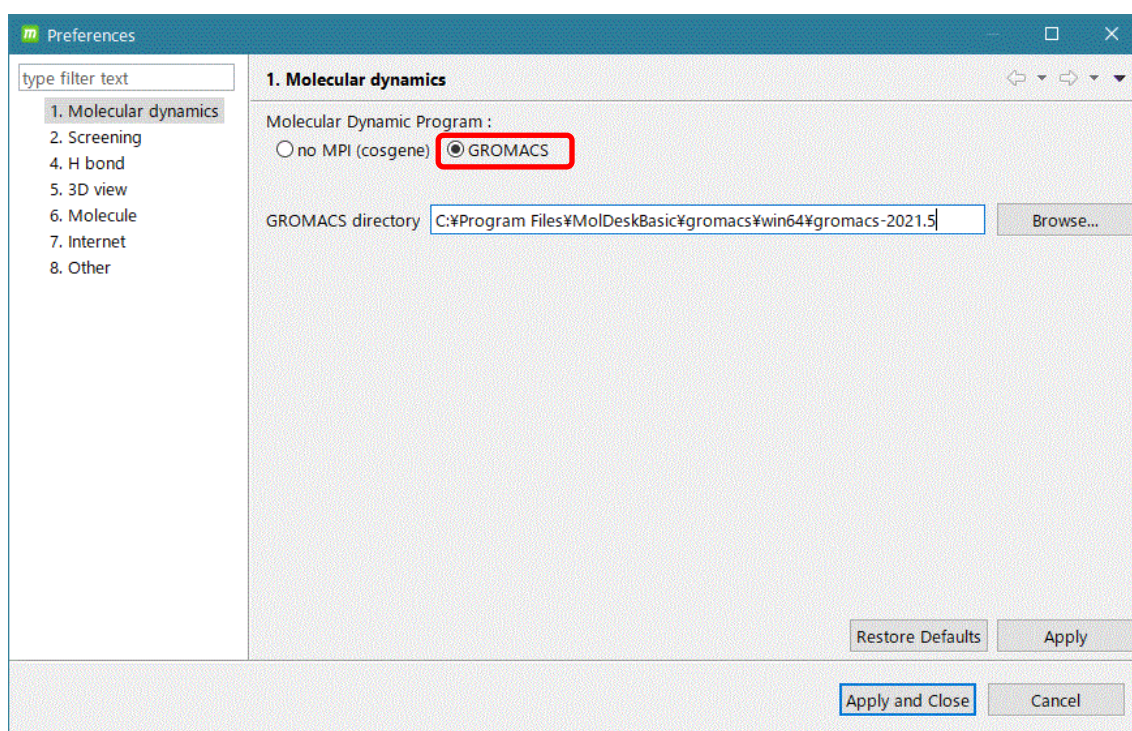 m Preferences
type filter text
1. Molecular dynamics
2. Screening
4. H bond
5. 3D view
6. Molecule
7. Internet
8. Other
1. Molecular dynamics
Molecular Dynamic Program :
no MPI (cosgene) GROMACS
GROMACS directory C:¥Program Files¥MolDeskBasic¥gromacs¥win64¥gromacs-2021.5 Browse...
Restore Defaults Apply
Apply and Close Cancel